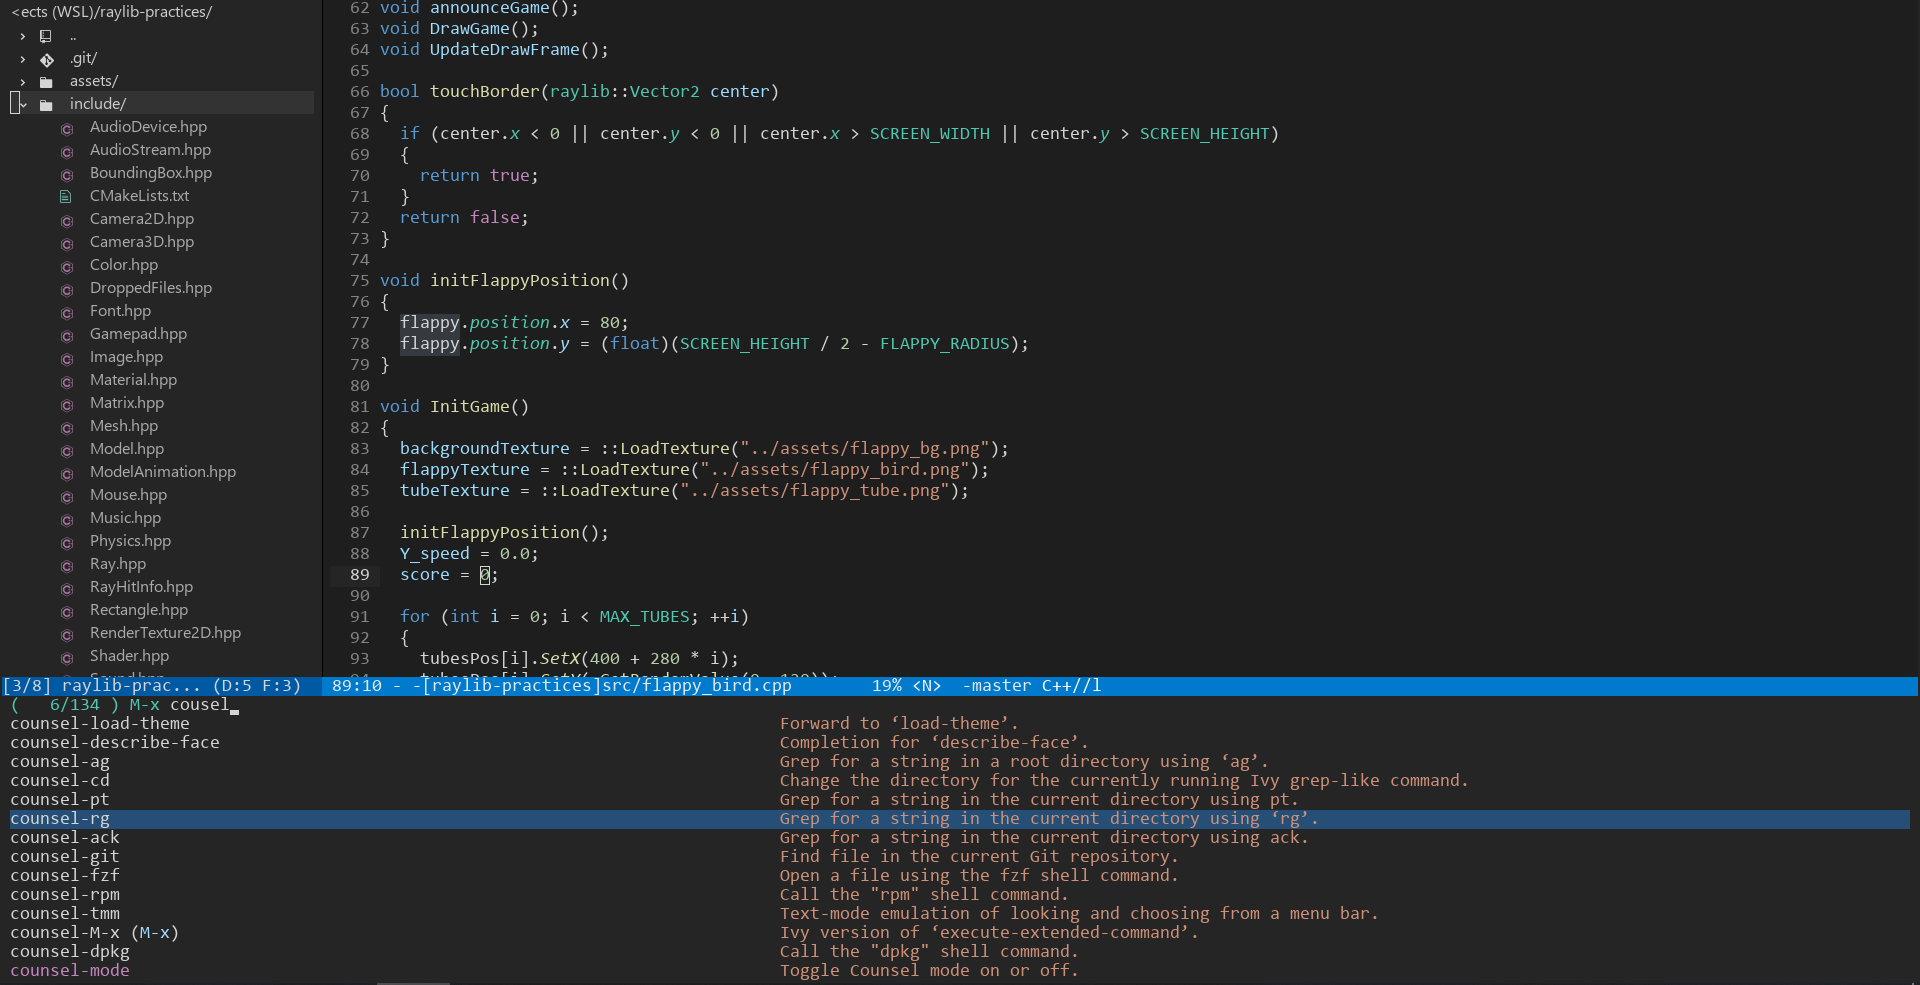 <ects (WSL)/raylib-practices/
..
.git/
assets/
include/
AudioDevice.hpp
AudioStream.hpp
BoundingBox.hpp
CMakeLists.txt
Camera2D.hpp
Camera3D.hpp
Color.hpp
DroppedFiles.hpp
Font.hpp
Gamepad.hpp
Image.hpp
Material.hpp
Matrix.hpp
Mesh.hpp
Model.hpp
ModelAnimation.hpp
Mouse.hpp
Music.hpp
Physics.hpp
Ray.hpp
RayHitInfo.hpp
Rectangle.hpp
RenderTexture2D.hpp
Shader.hpp
62 void announceGame();
63 void DrawGame();
64 void UpdateDrawFrame();
65
66 bool touchBorder(raylib::Vector2 center)
67 {
68   if (center.x < 0 || center.y < 0 || center.x > SCREEN_WIDTH || center.y > SCREEN_HEIGHT)
69   {
70     return true;
71   }
72   return false;
73 }
74
75 void initFlappyPosition()
76 {
77   flappy.position.x = 80;
78   flappy.position.y = (float)(SCREEN_HEIGHT / 2 - FLAPPY_RADIUS);
79 }
80
81 void InitGame()
82 {
83   backgroundTexture = ::LoadTexture("../assets/flappy_bg.png");
84   flappyTexture = ::LoadTexture("../assets/flappy_bird.png");
85   tubeTexture = ::LoadTexture("../assets/flappy_tube.png");
86
87   initFlappyPosition();
88   Y_speed = 0.0;
89   score = 0;
90
91   for (int i = 0; i < MAX_TUBES; ++i)
92   {
93     tubesPos[i].SetX(400 + 280 * i);
[3/8] raylib-prac... (D:5 F:3)   89:10 - -[raylib-practices]src/flappy_bird.cpp        19% <N>  -master C++//l
(   6/134 ) M-x cousel
counsel-load-theme Forward to ‘load-theme’.
counsel-describe-face Completion for ‘describe-face’.
counsel-ag Grep for a string in a root directory using ‘ag’.
counsel-cd Change the directory for the currently running Ivy grep-like command.
counsel-pt Grep for a string in the current directory using pt.
counsel-rg Grep for a string in the current directory using ‘rg’.
counsel-ack Grep for a string in the current directory using ack.
counsel-git Find file in the current Git repository.
counsel-fzf Open a file using the fzf shell command.
counsel-rpm Call the "rpm" shell command.
counsel-tmm Text-mode emulation of looking and choosing from a menu bar.
counsel-M-x (M-x) Ivy version of ‘execute-extended-command’.
counsel-dpkg Call the "dpkg" shell command.
counsel-mode Toggle Counsel mode on or off.